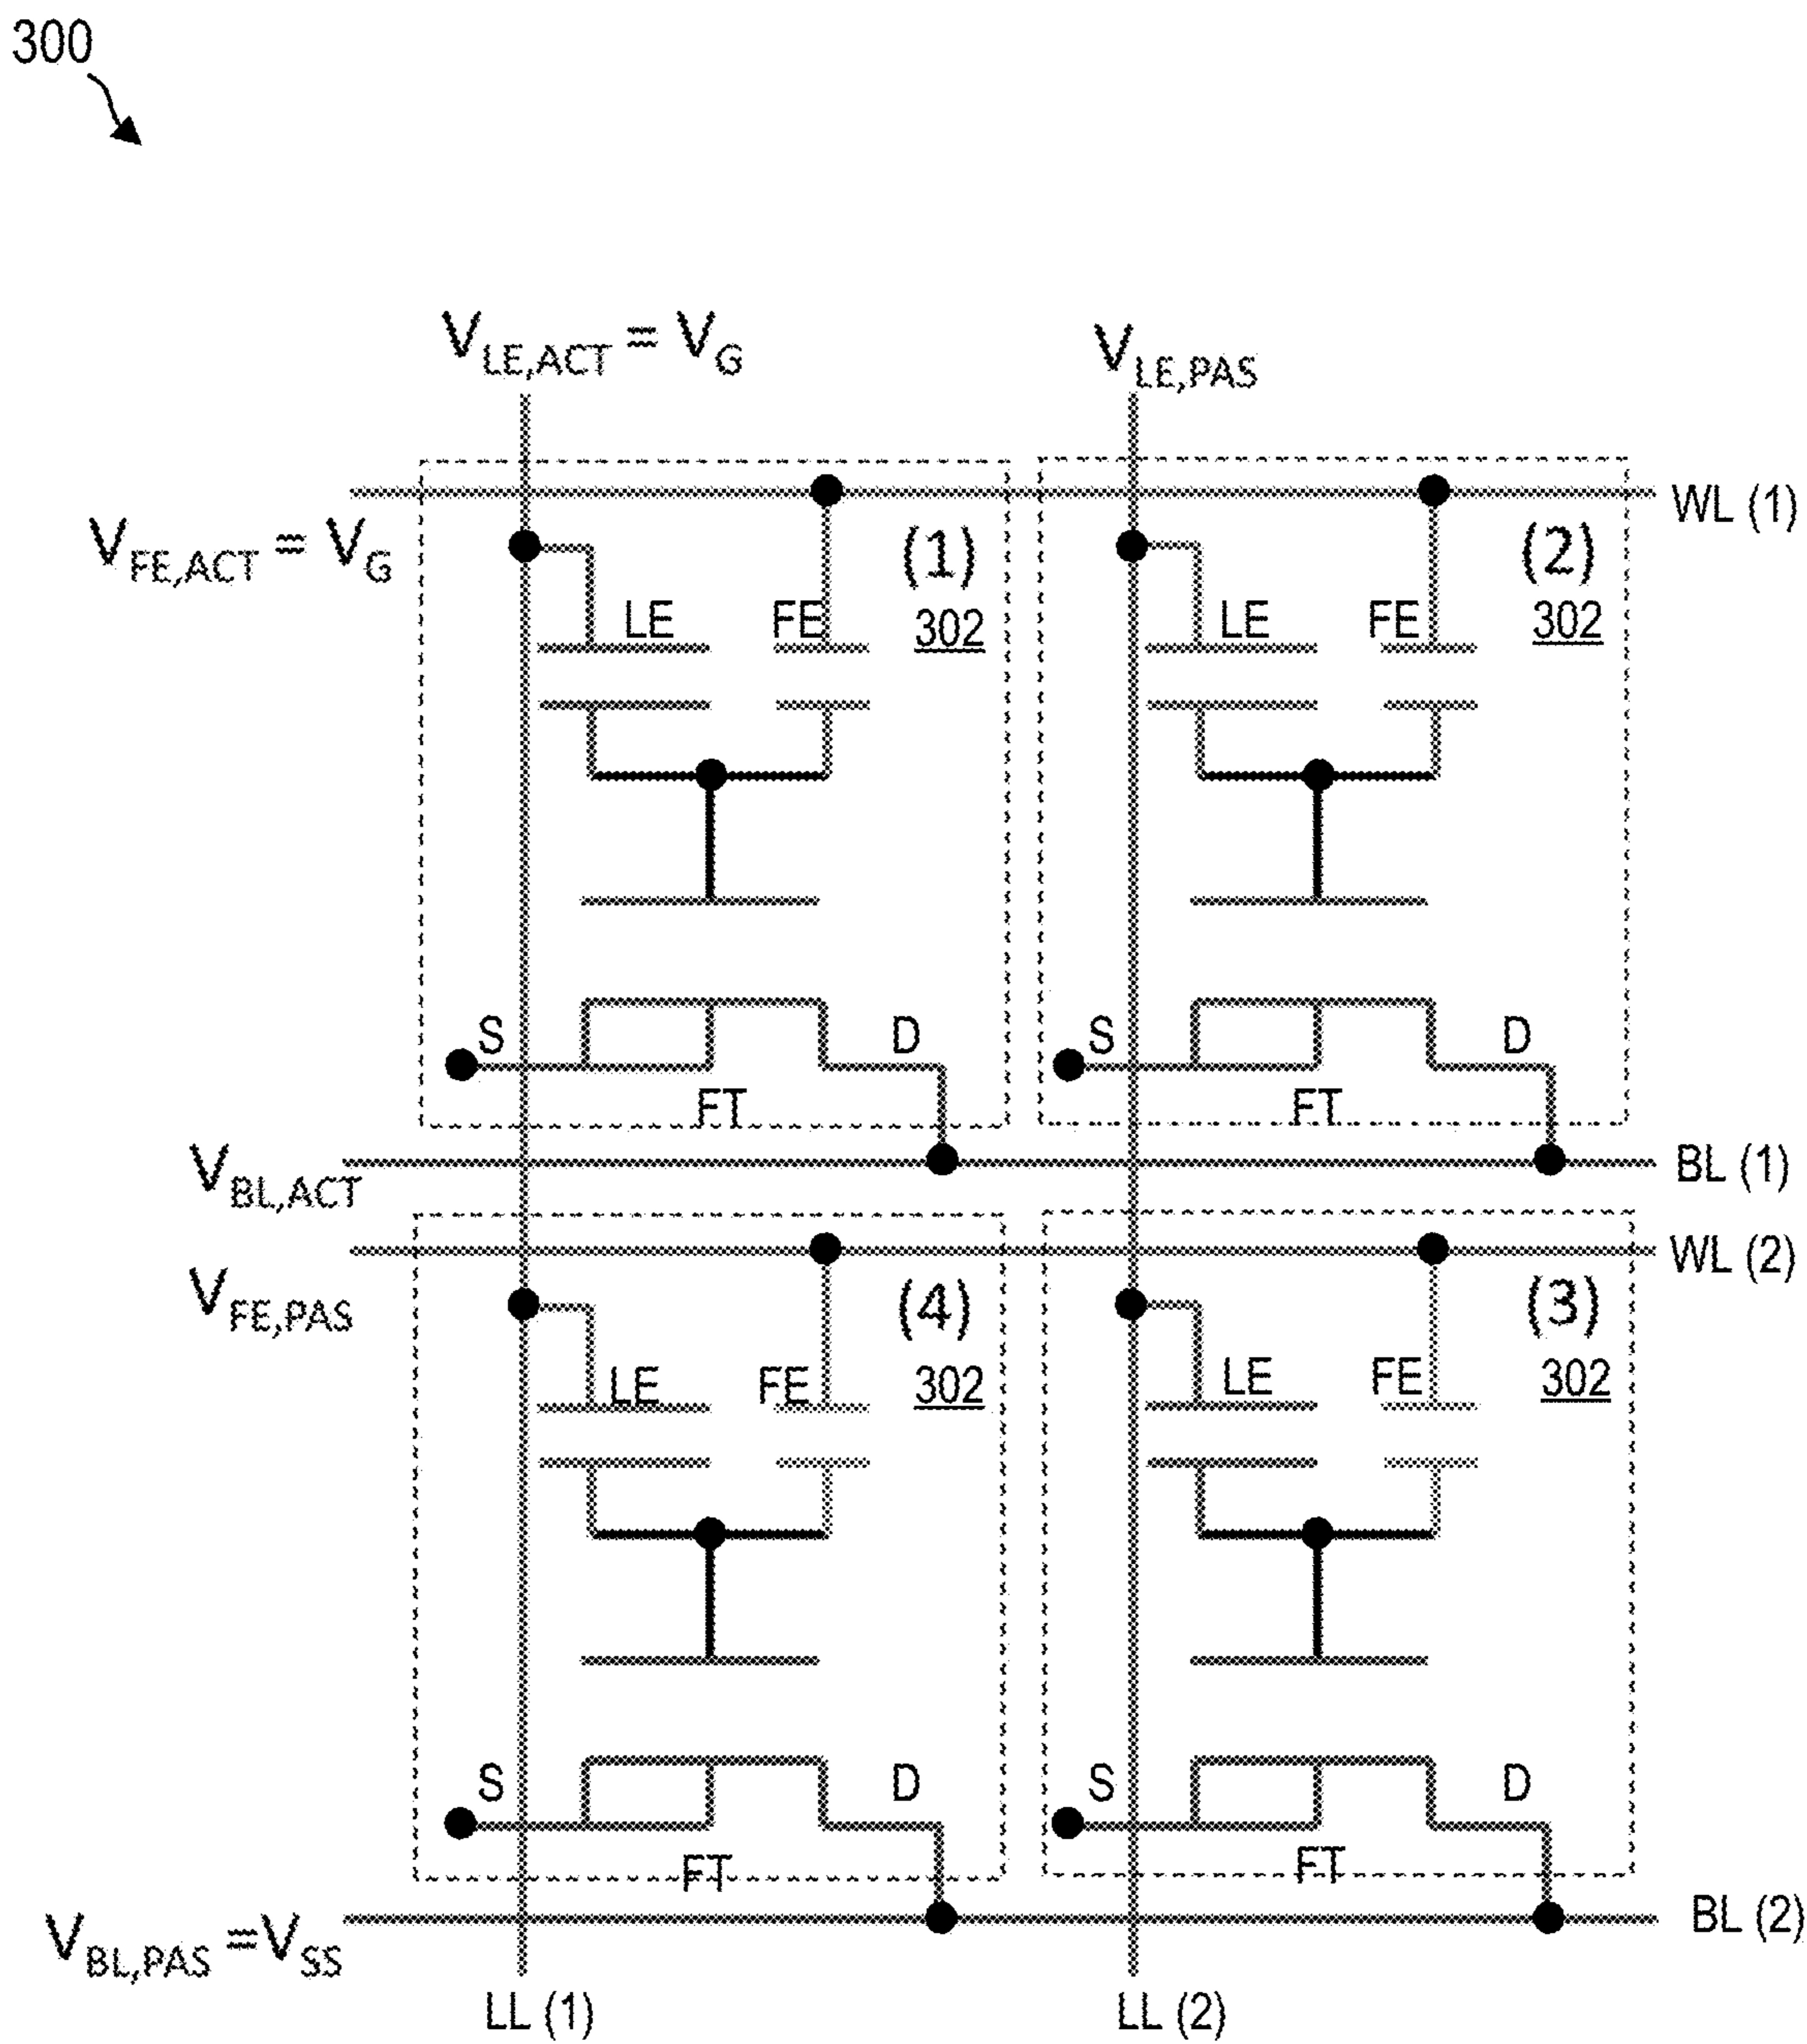 300
V_LE,ACT = V_G
V_LE,PAS
WL (1)
V_FE,ACT = V_G
(1)
(2)
LE
FE
302
LE
FE
302
S
D
S
D
FT
FT
V_BL,ACT
BL (1)
WL (2)
V_FE,PAS
(4)
(3)
LE
FE
302
LE
FE
302
S
D
S
D
FT
FT
V_BL,PAS =V_SS
BL (2)
LL (1)
LL (2)